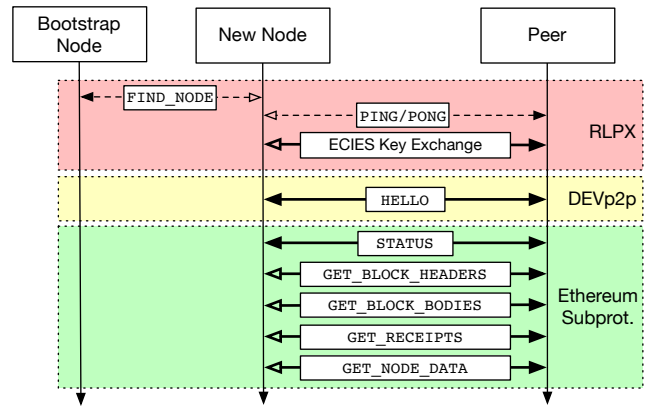 Bootstrap
Node
New Node
Peer
FIND_NODE
PING/PONG
ECIES Key Exchange
RLPX
HELLO
DEVp2p
STATUS
GET_BLOCK_HEADERS
GET_BLOCK_BODIES
GET_RECEIPTS
GET_NODE_DATA
Ethereum
Subprot.